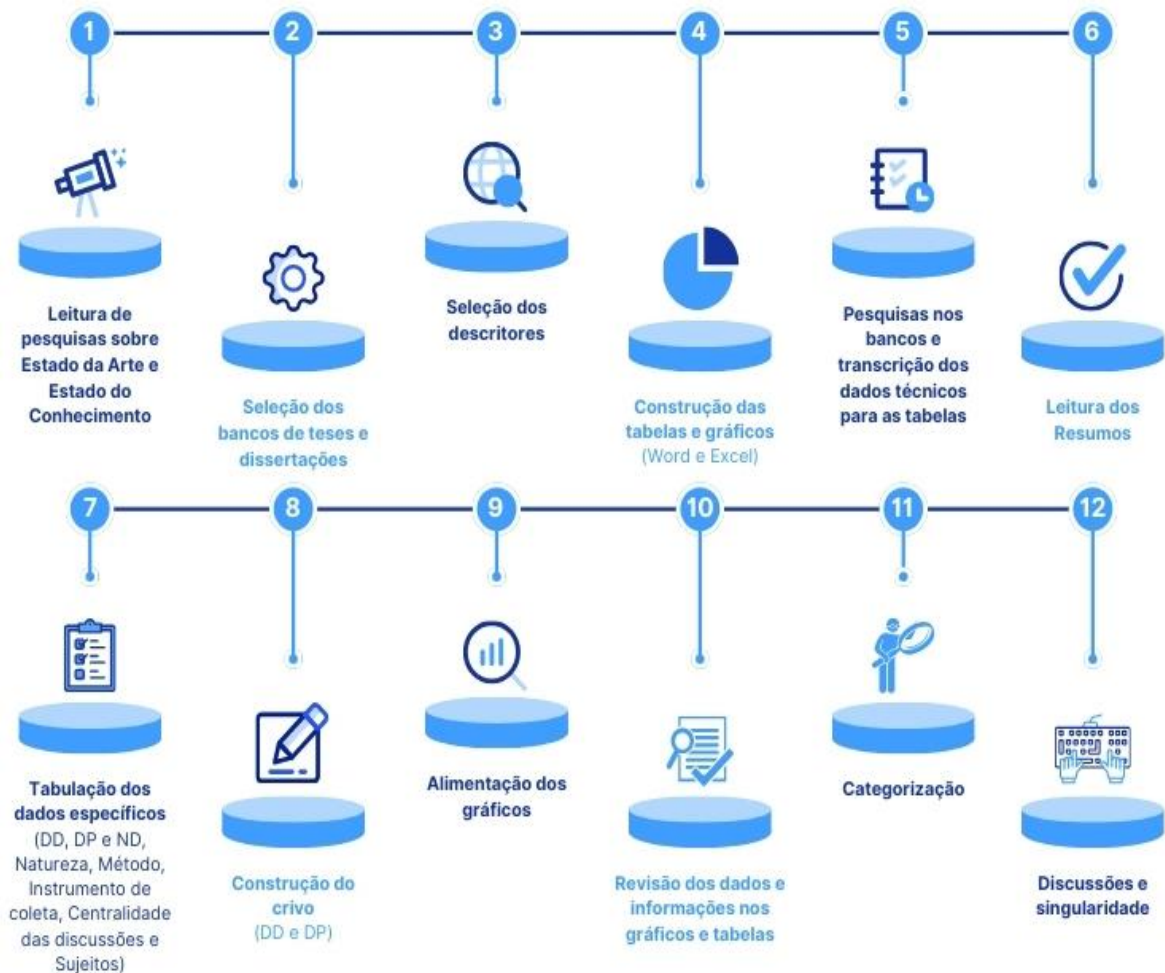 1
2
3
4
5
6
Leitura de
pesquisas sobre
Estado da Arte e
Estado do
Conhecimento
Seleção dos
bancos de teses e
dissertações
Seleção dos
descritores
Construção das
tabelas e gráficos
(Word e Excel)
Pesquisas nos
bancos e
transcrição dos
dados técnicos
para as tabelas
Leitura dos
Resumos
7
8
9
10
11
12
Tabulação dos
dados específicos
(DD, DP e ND,
Natureza, Método,
Instrumento de
coleta, Centralidade
das discussões e
Sujeitos)
Construção do
crivo
(DD e DP)
Alimentação dos
gráficos
Revisão dos dados e
informações nos
gráficos e tabelas
Categorização
Discussões e
singularidade